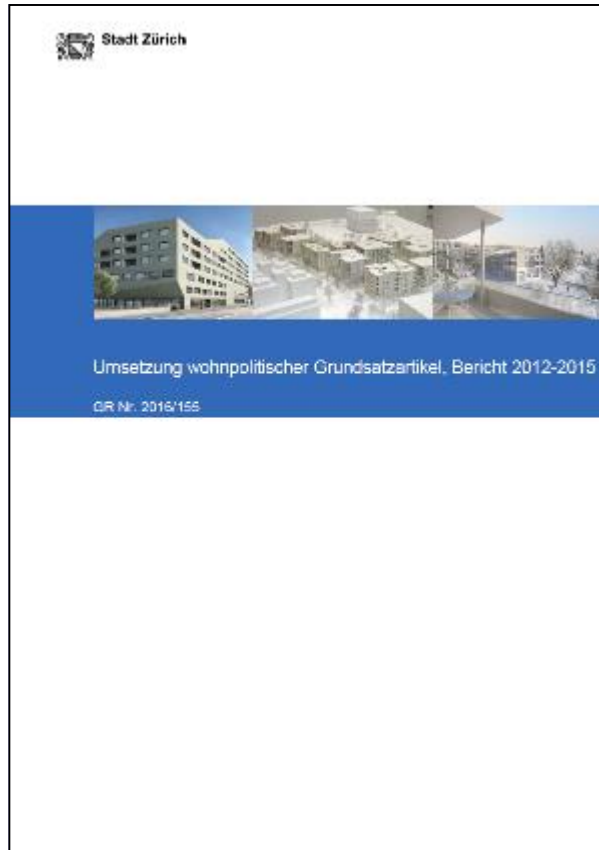 Stadt Zürich
Umsetzung wohnpolitischer Grundsatzartikel, Bericht 2012-2015
GR Nr. 2016/155